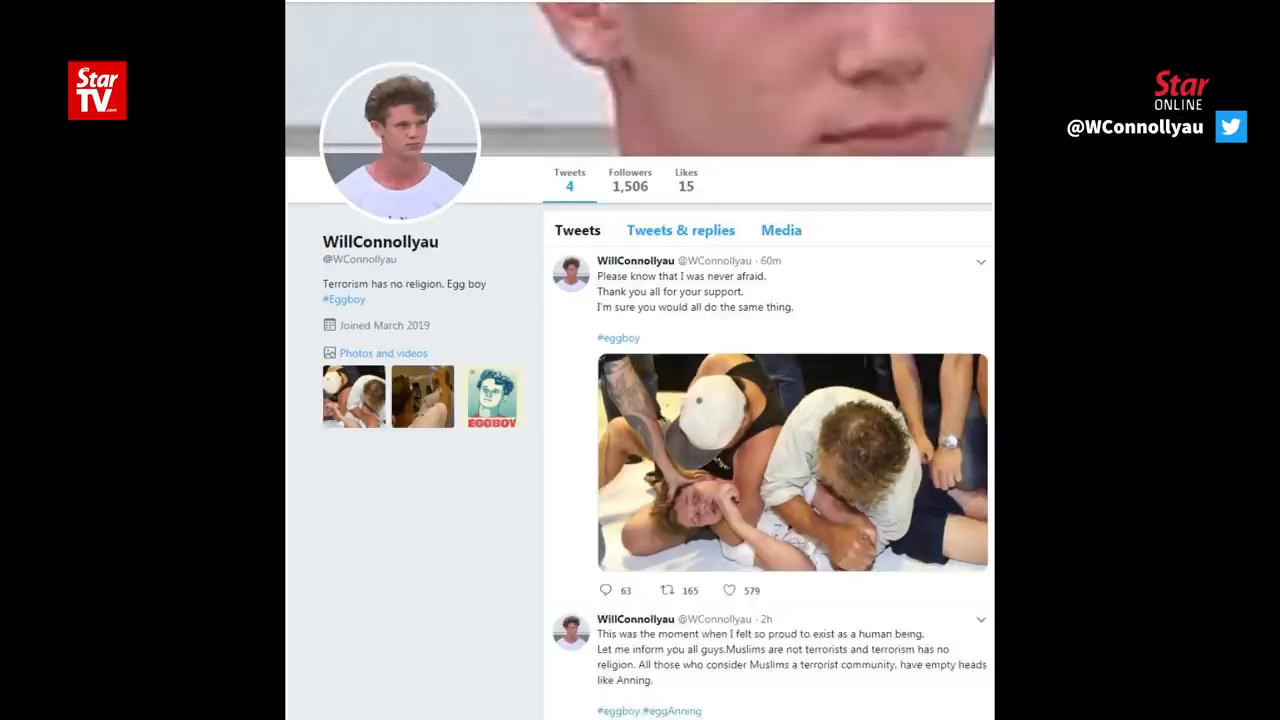 the Star
TV.com
Star
ONLINE
@WConnollyau
Tweets Followers Likes
4 1,506 15
Tweets Tweets & replies Media
WillConnollyau
@WConnollyau
Terrorism has no religion. Egg boy
#Eggboy
Joined March 2019
Photos and videos
EGGBOY
WillConnollyau @WConnollyau · 60m
Please know that I was never afraid.
Thank you all for your support.
I'm sure you would all do the same thing.
#eggboy
63 165 579
WillConnollyau @WConnollyau · 2h
This was the moment when I felt so proud to exist as a human being.
Let me inform you all guys.Muslims are not terrorists and terrorism has no
religion. All those who consider Muslims a terrorist community, have empty heads
like Anning.
#eggboy #eggAnning